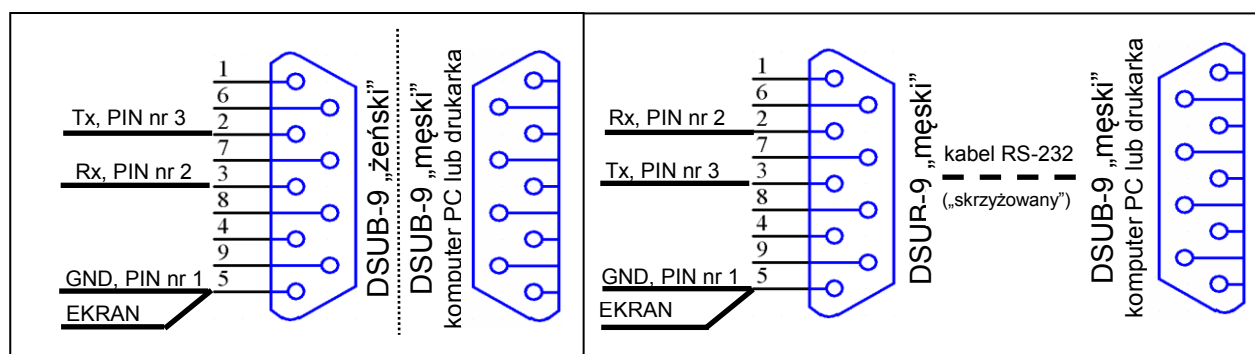 1
6
Tx, PIN nr 3
2
7
Rx, PIN nr 2
3
8
4
9
GND, PIN nr 1
5
EKRAN
DSUB-9 „żeński”
DSUB-9 „męski”
komputer PC lub drukarka
1
6
Rx, PIN nr 2
2
7
Tx, PIN nr 3
3
8
4
9
GND, PIN nr 1
5
EKRAN
DSUB-9 „męski”
kabel RS-232
(„skrzyżowany”)
DSUB-9 „męski”
komputer PC lub drukarka